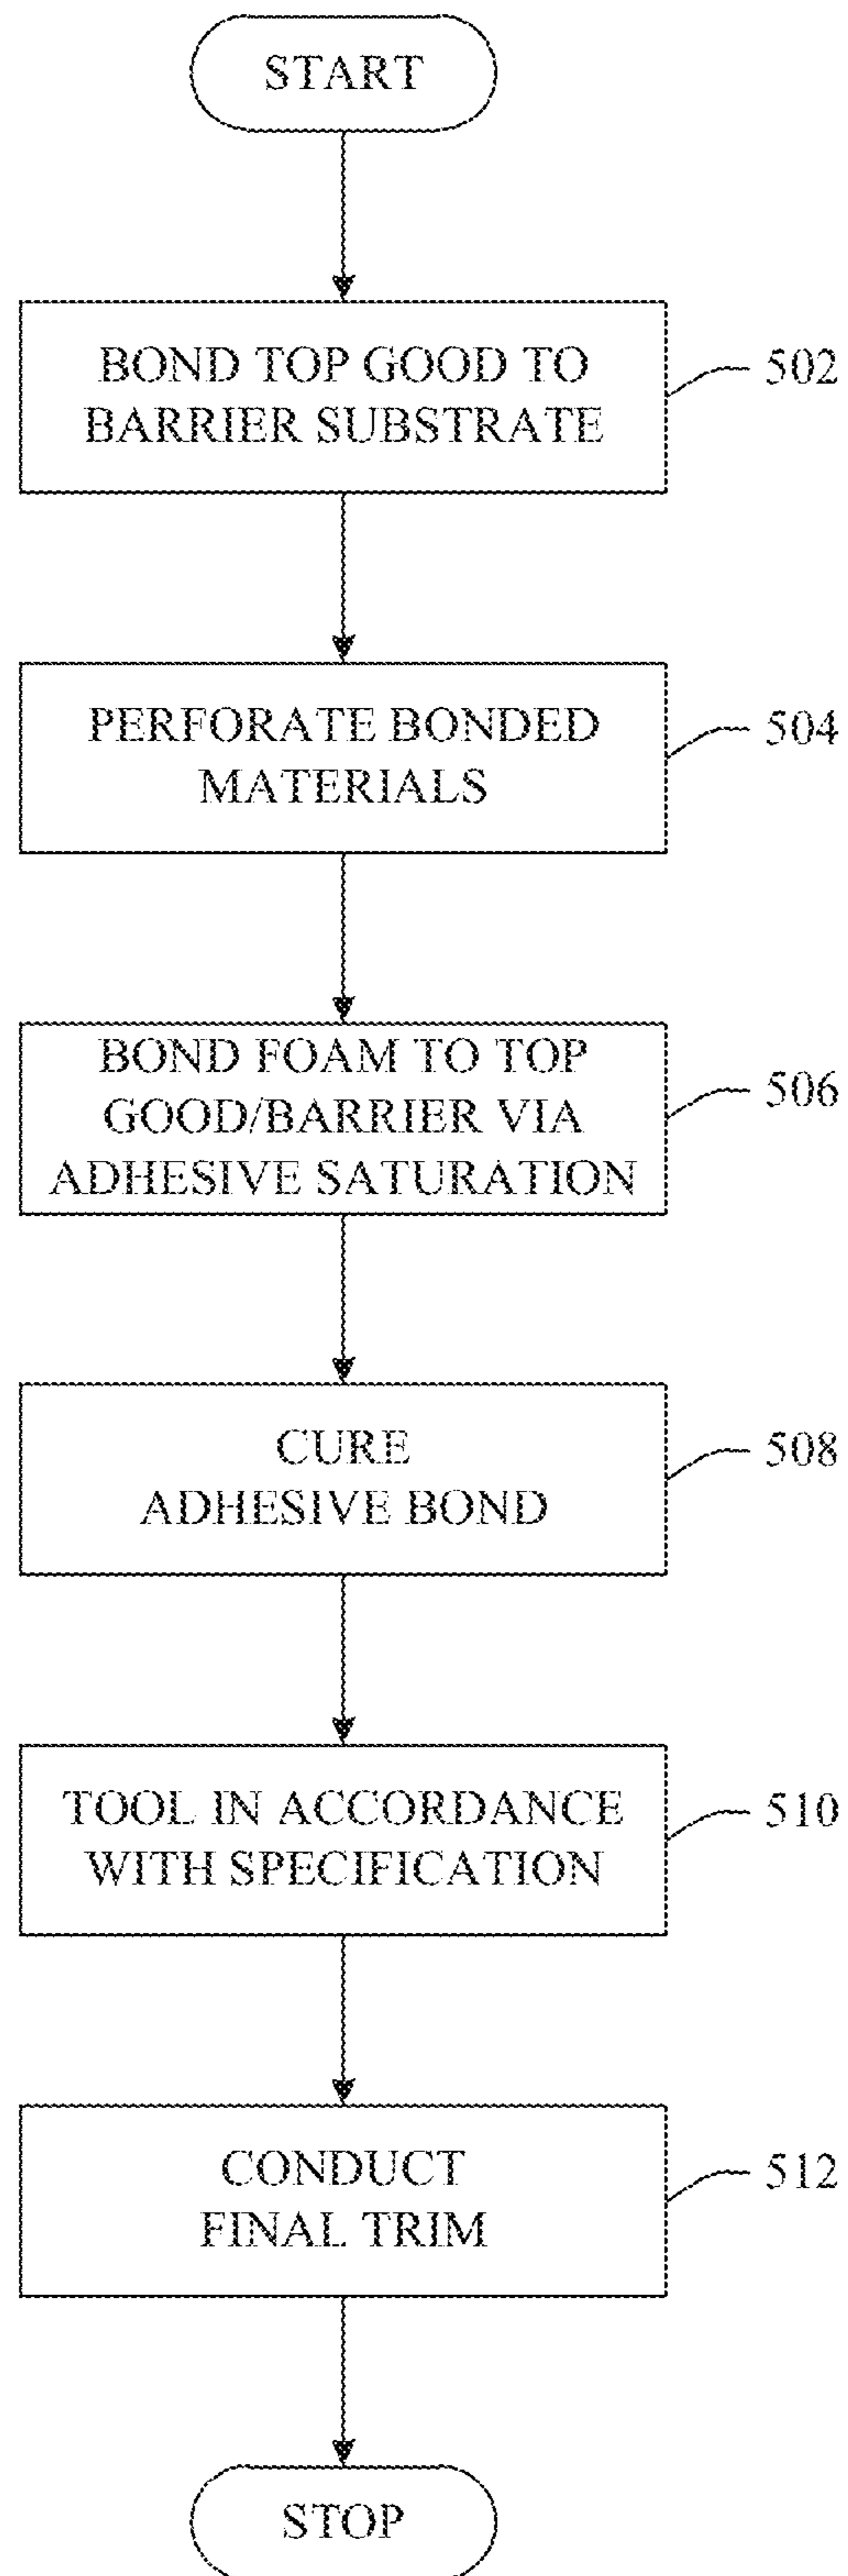 START
BOND TOP GOOD TO
BARRIER SUBSTRATE
502
PERFORATE BONDED
MATERIALS
504
BOND FOAM TO TOP
GOOD/BARRIER VIA
ADHESIVE SATURATION
506
CURE
ADHESIVE BOND
508
TOOL IN ACCORDANCE
WITH SPECIFICATION
510
CONDUCT
FINAL TRIM
512
STOP